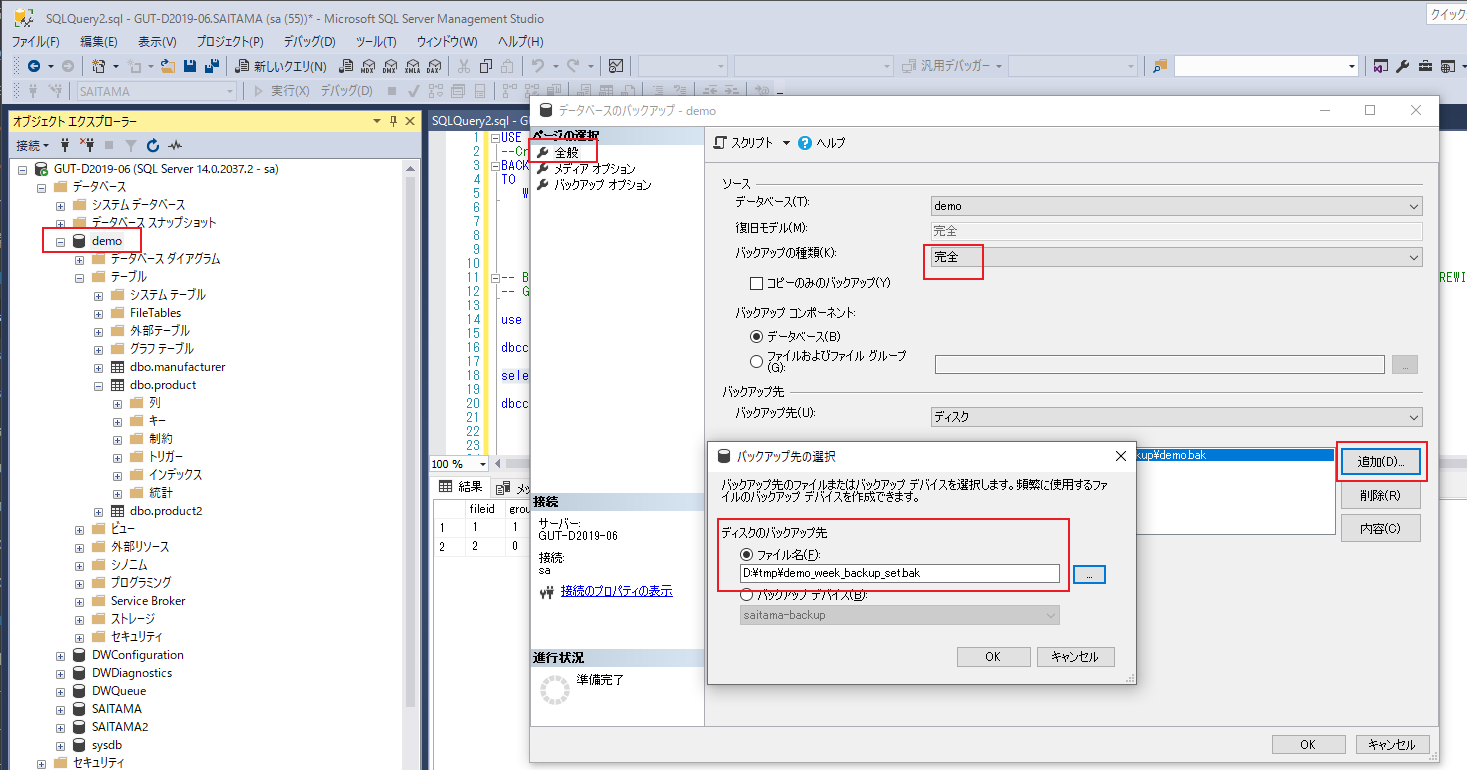 SQLQuery2.sql - GUT-D2019-06.SAITAMA (sa (55))* - Microsoft SQL Server Management Studio
クイック
ファイル(F) 編集(E) 表示(V) プロジェクト(P) デバッグ(D) ツール(T) ウィンドウ(W) ヘルプ(H)
新しいクエリ(N) MDX DMX XMLA DAX 汎用デバッガー
SAITAMA 実行(X) デバッグ(D)
オブジェクト エクスプローラー
接続
GUT-D2019-06 (SQL Server 14.0.2037.2 - sa)
データベース
システム データベース
データベース スナップショット
demo
データベース ダイアグラム
テーブル
システム テーブル
FileTables
外部テーブル
グラフ テーブル
dbo.manufacturer
dbo.product
列
キー
制約
トリガー
インデックス
統計
dbo.product2
ビュー
外部リソース
シノニム
プログラミング
Service Broker
ストレージ
セキュリティ
DWConfiguration
DWDiagnostics
DWQueue
SAITAMA
SAITAMA2
sysdb
セキュリティ
SQLQuery2.sql - GU
1 USE
2 --Cr
3 BACK
4 TO
5 W
6
7
8
9
10
11 -- B
12 -- G
13
14 use
15
16 dbcc
17
18 sele
19
20 dbcc
21
22
23
REWI
100 %
結果 メッ
fileid grou
1 1 1
2 2 0
データベースのバックアップ - demo
ページの選択
全般
メディア オプション
バックアップ オプション
接続
サーバー:
GUT-D2019-06
接続:
sa
接続のプロパティの表示
進行状況
準備完了
スクリプト ヘルプ
ソース
データベース(T): demo
復旧モデル(M): 完全
バックアップの種類(K): 完全
コピーのみのバックアップ(Y)
バックアップ コンポーネント:
データベース(B)
ファイルおよびファイル グループ
(G): ...
バックアップ先
バックアップ先(U): ディスク
kup¥demo.bak
追加(D)...
削除(R)
内容(C)
バックアップ先の選択
バックアップ先のファイルまたはバックアップ デバイスを選択します。頻繁に使用するファ
イルのバックアップ デバイスを作成できます。
ディスクのバックアップ先
ファイル名(F):
D:¥tmp¥demo_week_backup_set.bak ...
バックアップ デバイス(B):
saitama-backup
OK キャンセル
OK キャンセル